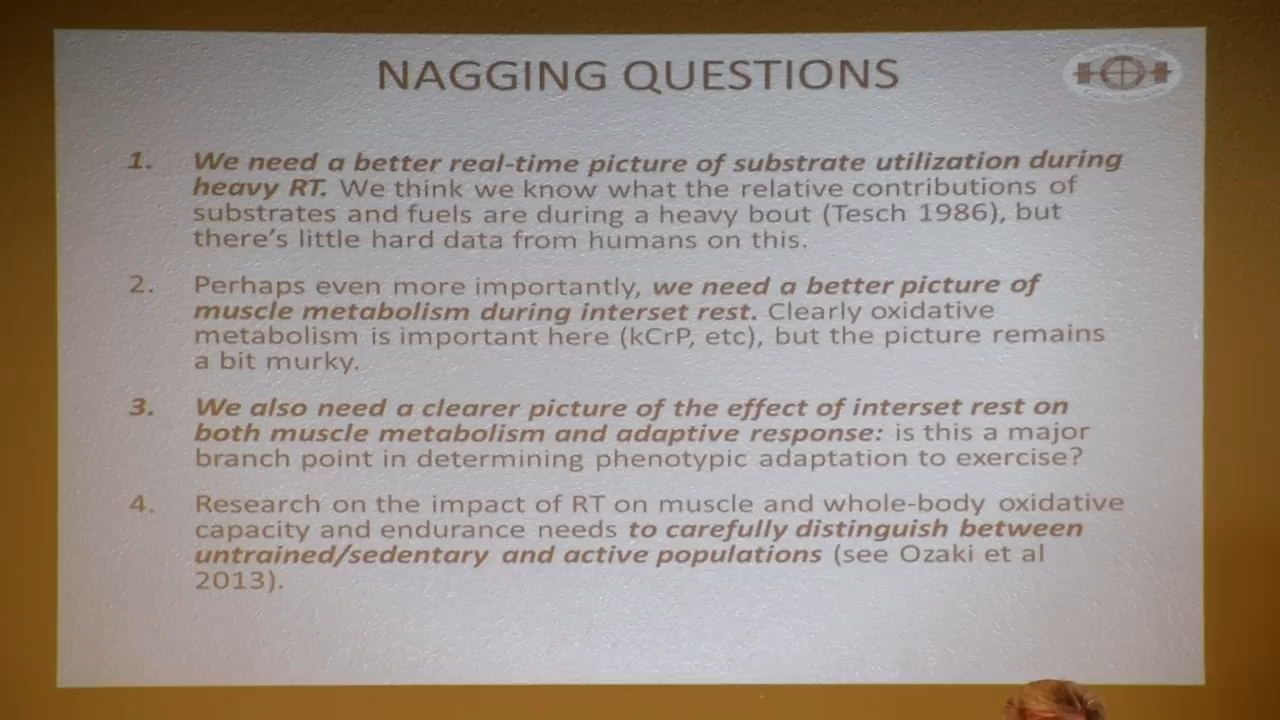 NAGGING QUESTIONS
1. We need a better real-time picture of substrate utilization during
heavy RT. We think we know what the relative contributions of
substrates and fuels are during a heavy bout (Tesch 1986), but
there's little hard data from humans on this.
2. Perhaps even more importantly, we need a better picture of
muscle metabolism during interset rest. Clearly oxidative
metabolism is important here (kCrP, etc), but the picture remains
a bit murky.
3. We also need a clearer picture of the effect of interset rest on
both muscle metabolism and adaptive response: is this a major
branch point in determining phenotypic adaptation to exercise?
4. Research on the impact of RT on muscle and whole-body oxidative
capacity and endurance needs to carefully distinguish between
untrained/sedentary and active populations (see Ozaki et al
2013).